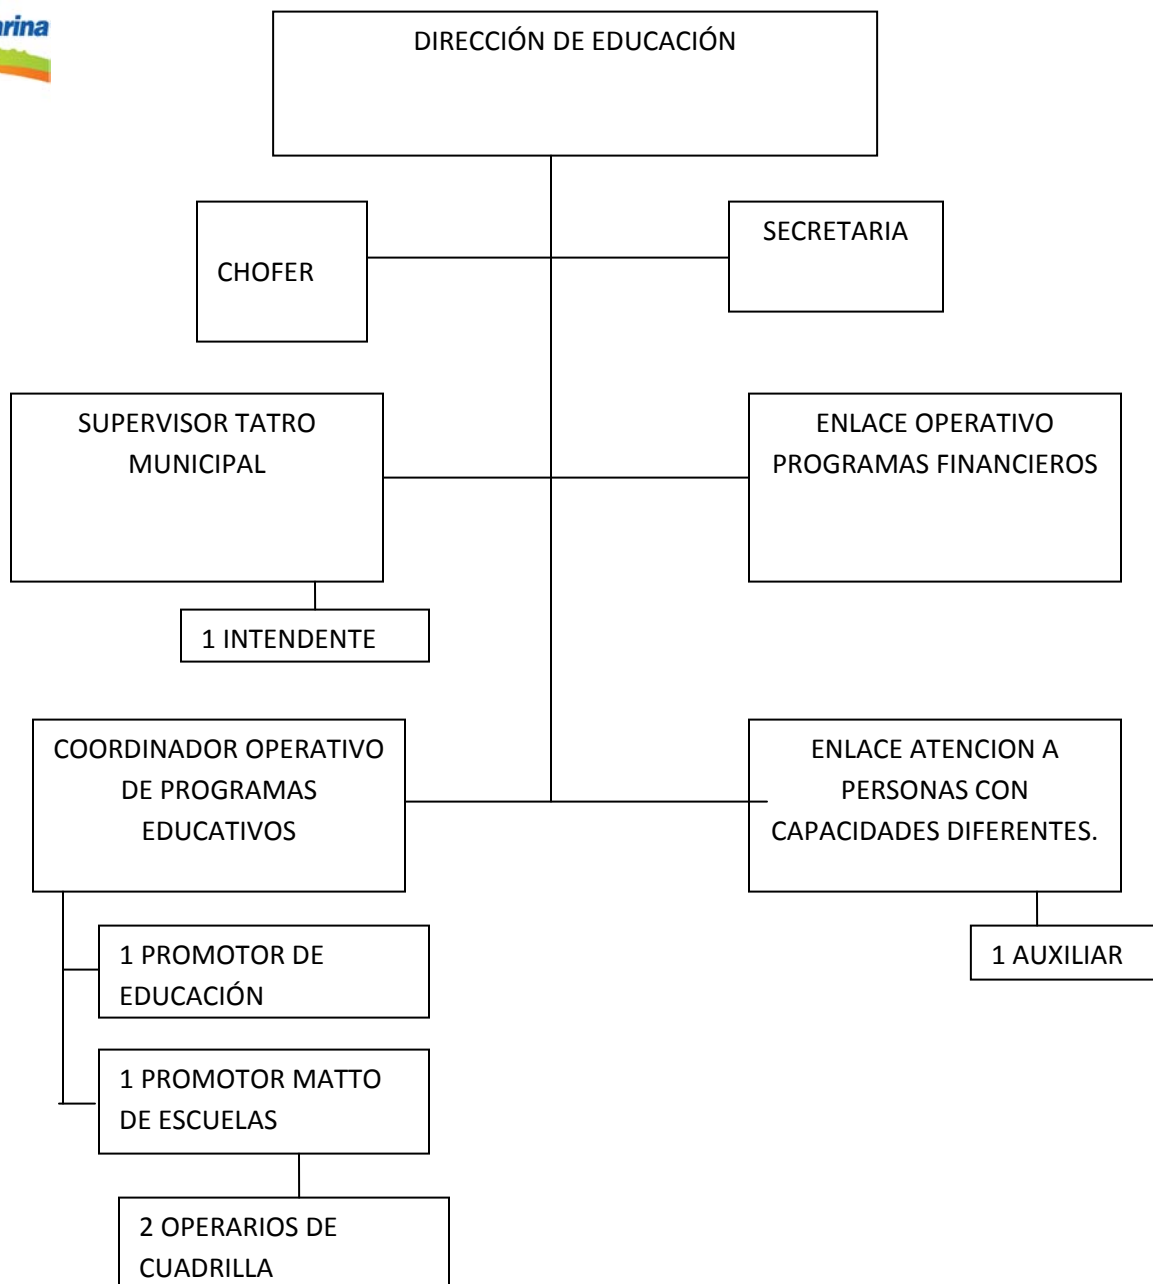 arina
DIRECCIÓN DE EDUCACIÓN
CHOFER
SECRETARIA
SUPERVISOR TATRO
MUNICIPAL
ENLACE OPERATIVO
PROGRAMAS FINANCIEROS
1 INTENDENTE
COORDINADOR OPERATIVO
DE PROGRAMAS
EDUCATIVOS
ENLACE ATENCION A
PERSONAS CON
CAPACIDADES DIFERENTES.
1 PROMOTOR DE
EDUCACIÓN
1 AUXILIAR
1 PROMOTOR MATTO
DE ESCUELAS
2 OPERARIOS DE
CUADRILLA